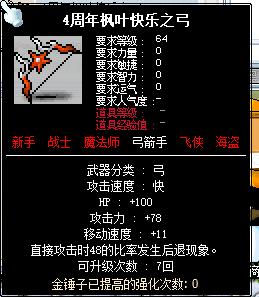 4周年枫叶快乐之弓
要求等级： 64
要求力量： 0
要求敏捷： 0
要求智力： 0
要求运气： 0
要求人气度： -
道具等级： -
道具经验值： -
新手 战士 魔法师 弓箭手 飞侠 海盗
武器分类： 弓
攻击速度： 快
HP ： +100
攻击力 ： +78
移动速度 ： +11
直接攻击时48的比率发生后退现象。
可升级次数 ： 7回
金锤子已提高的强化次数: 0